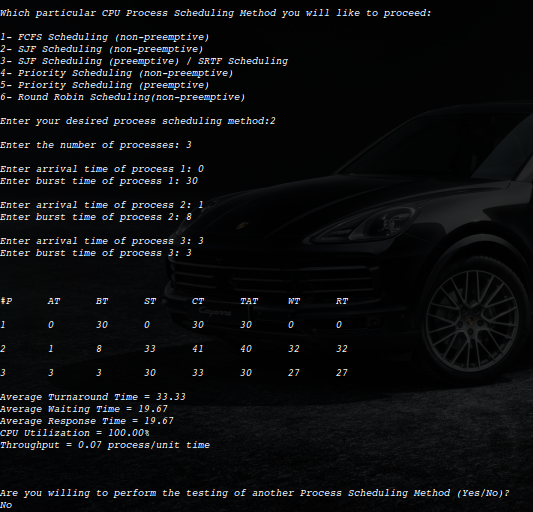 Which particular CPU Process Scheduling Method you will like to proceed:
1- FCFS Scheduling (non-preemptive)
2- SJF Scheduling (non-preemptive)
3- SJF Scheduling (preemptive) / SRTF Scheduling
4- Priority Scheduling (non-preemptive)
5- Priority Scheduling (preemptive)
6- Round Robin Scheduling(non-preemptive)
Enter your desired process scheduling method:2
Enter the number of processes: 3
Enter arrival time of process 1: 0
Enter burst time of process 1: 30
Enter arrival time of process 2: 1
Enter burst time of process 2: 8
Enter arrival time of process 3: 3
Enter burst time of process 3: 3
#P AT BT ST CT TAT WT RT
1 0 30 0 30 30 0 0
2 1 8 33 41 40 32 32
3 3 3 30 33 30 27 27
Average Turnaround Time = 33.33
Average Waiting Time = 19.67
Average Response Time = 19.67
CPU Utilization = 100.00%
Throughput = 0.07 process/unit time
Are you willing to perform the testing of another Process Scheduling Method (Yes/No)?
No